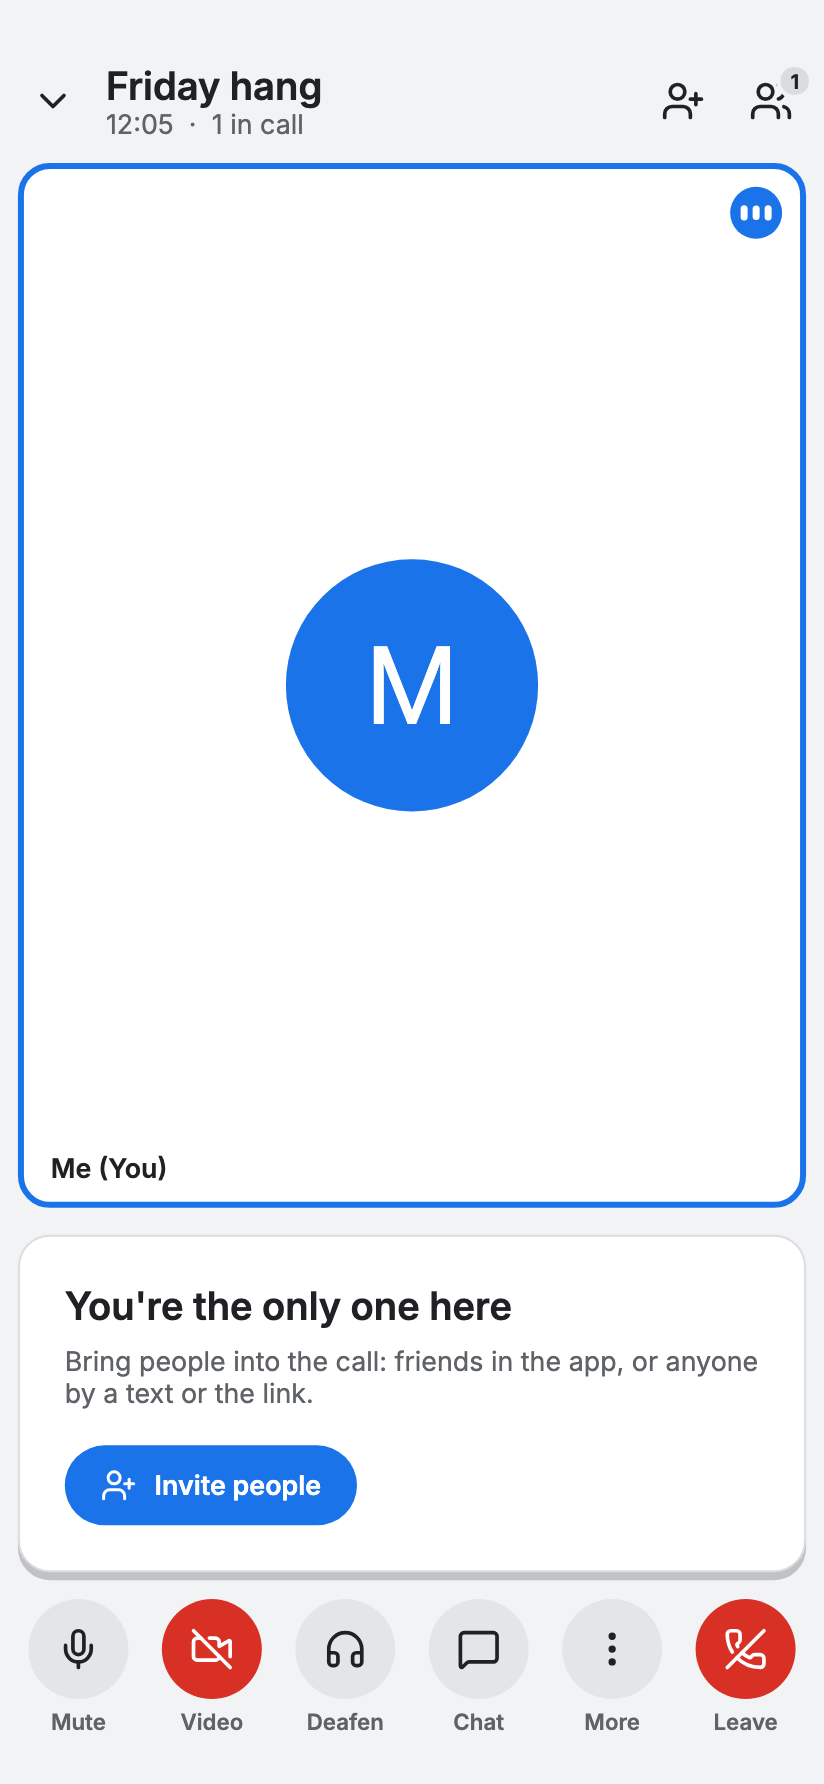 Friday hang
1
12:05 · 1 in call
M
Me (You)
You're the only one here
Bring people into the call: friends in the app, or anyone
by a text or the link.
Invite people
Mute Video Deafen Chat More Leave